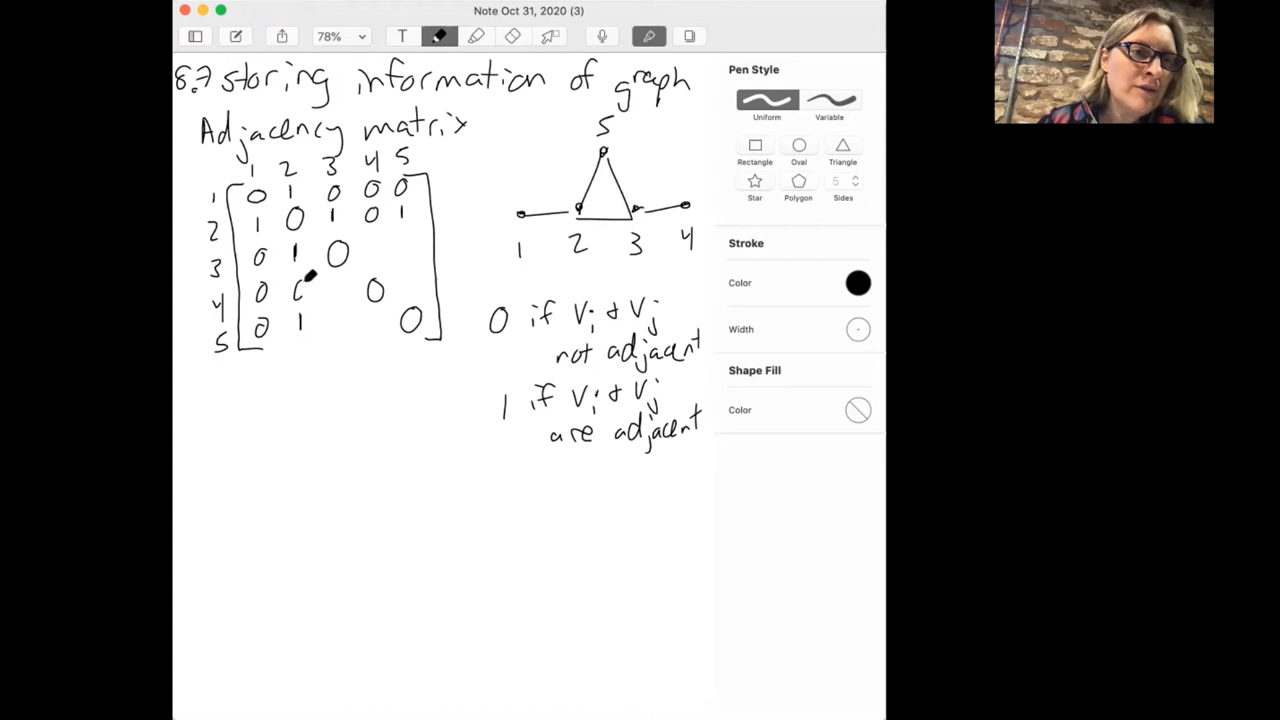 Note Oct 31, 2020 (3)
78%
T
8.7 storing information of graph
Adjacency matrix
1 2 3 4 5
1 0 1 0 0 0
2 1 0 1 0 1
3 0 1 0
4 0 0 0
5 0 1 0
5
1 2 3 4
0 if Vi & Vj
not adjacent
1 if Vi & Vj
are adjacent
Pen Style
Uniform Variable
Rectangle Oval Triangle
5
Star Polygon Sides
Stroke
Color
Width
Shape Fill
Color